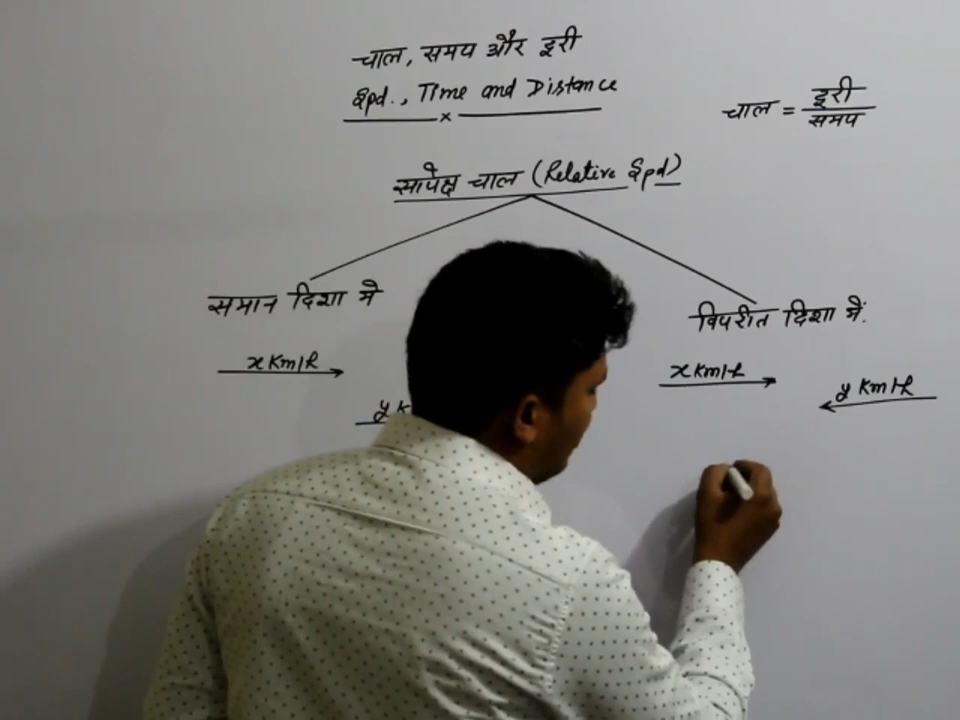 चाल, समय और दूरी
Spd., Time and Distance
x
चाल = दूरी / समय
सापेक्ष चाल (Relative Spd)
समान दिशा मे
विपरीत दिशा में.
x Km/h
x Km/h
y K
y Km/h